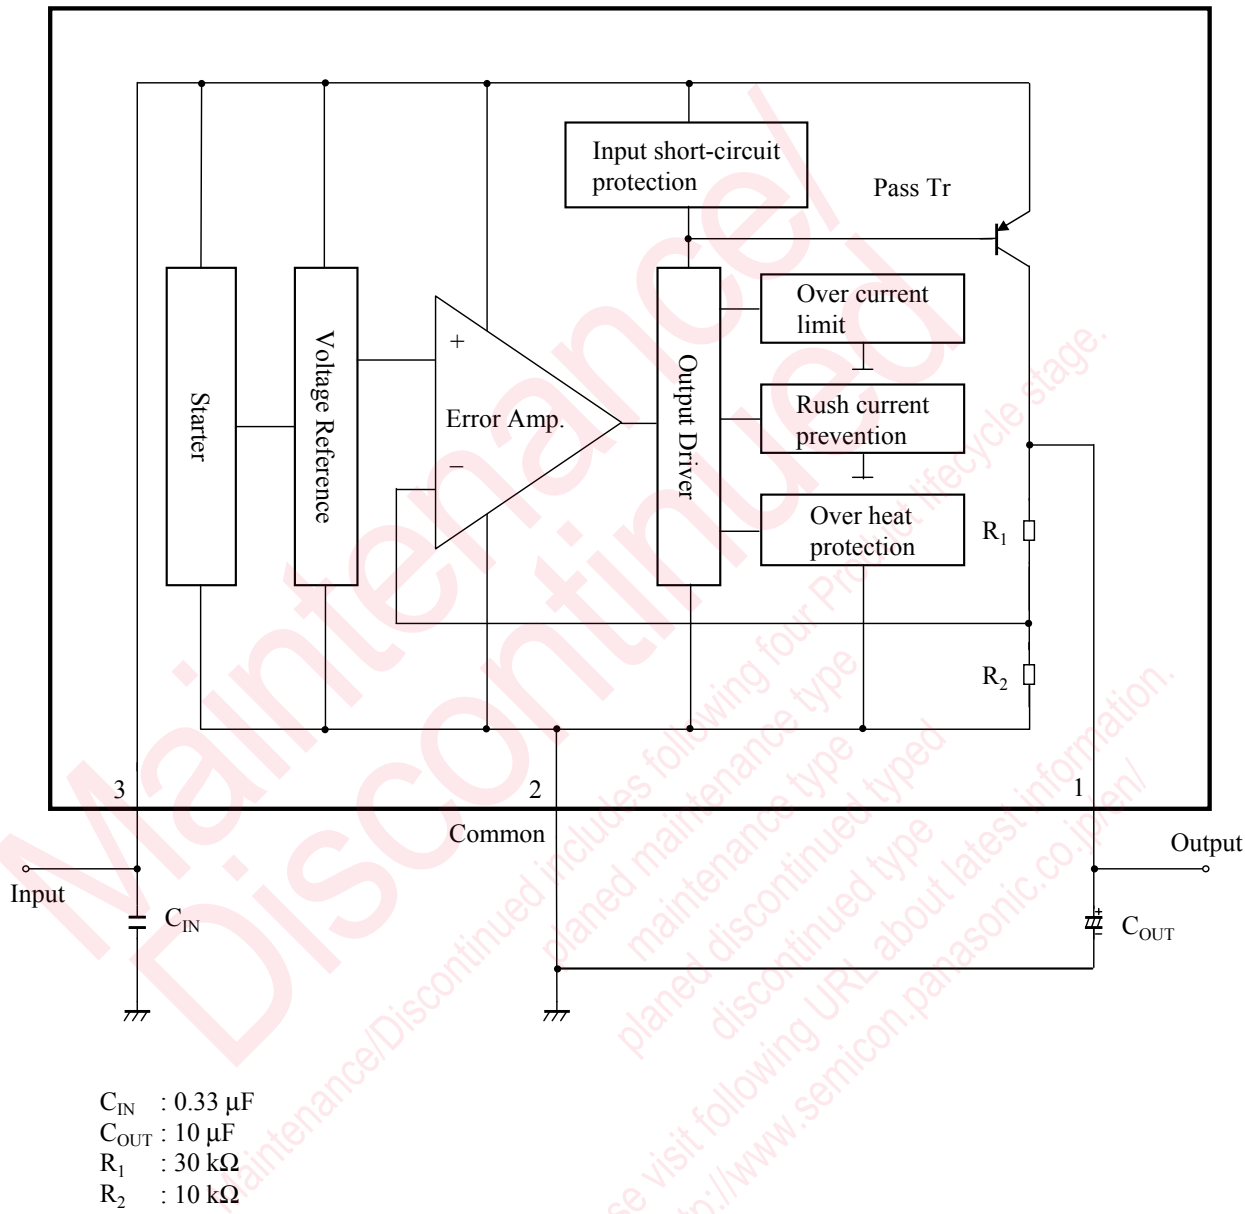 Input short-circuit
protection
Pass Tr
Starter
Voltage Reference
+
Error Amp.
−
Output Driver
Over current
limit
Rush current
prevention
Over heat
protection
R1
R2
3
2
1
Common
Input
Output
CIN
COUT
+
−
CIN : 0.33 μF
COUT : 10 μF
R1 : 30 kΩ
R2 : 10 kΩ
Maintenance/
Discontinued
Maintenance/Discontinued includes following four Product lifecycle stage.
planed maintenance type
maintenance type
planed discontinued typed
discontinued type
se visit following URL about latest information.
tp://www.semicon.panasonic.co.jp/en/